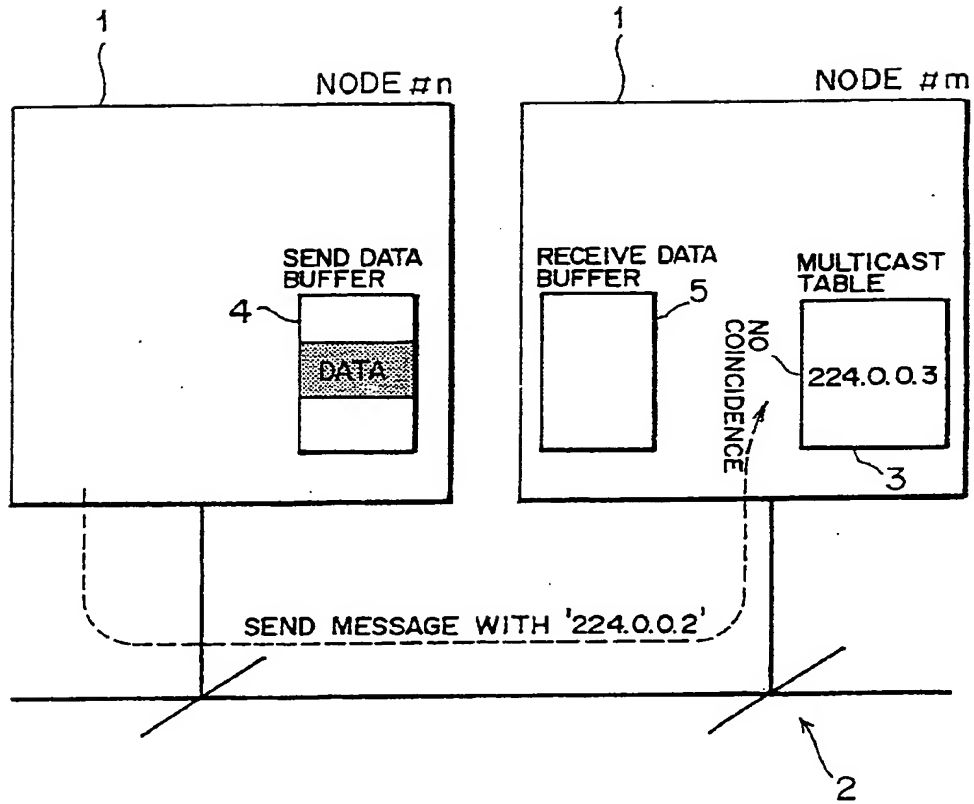 1
1
NODE #n
NODE #m
SEND DATA
BUFFER
4
DATA
RECEIVE DATA
BUFFER
5
MULTICAST
TABLE
NO
COINCIDENCE
224.0.0.3
3
SEND MESSAGE WITH '224.0.0.2'
2